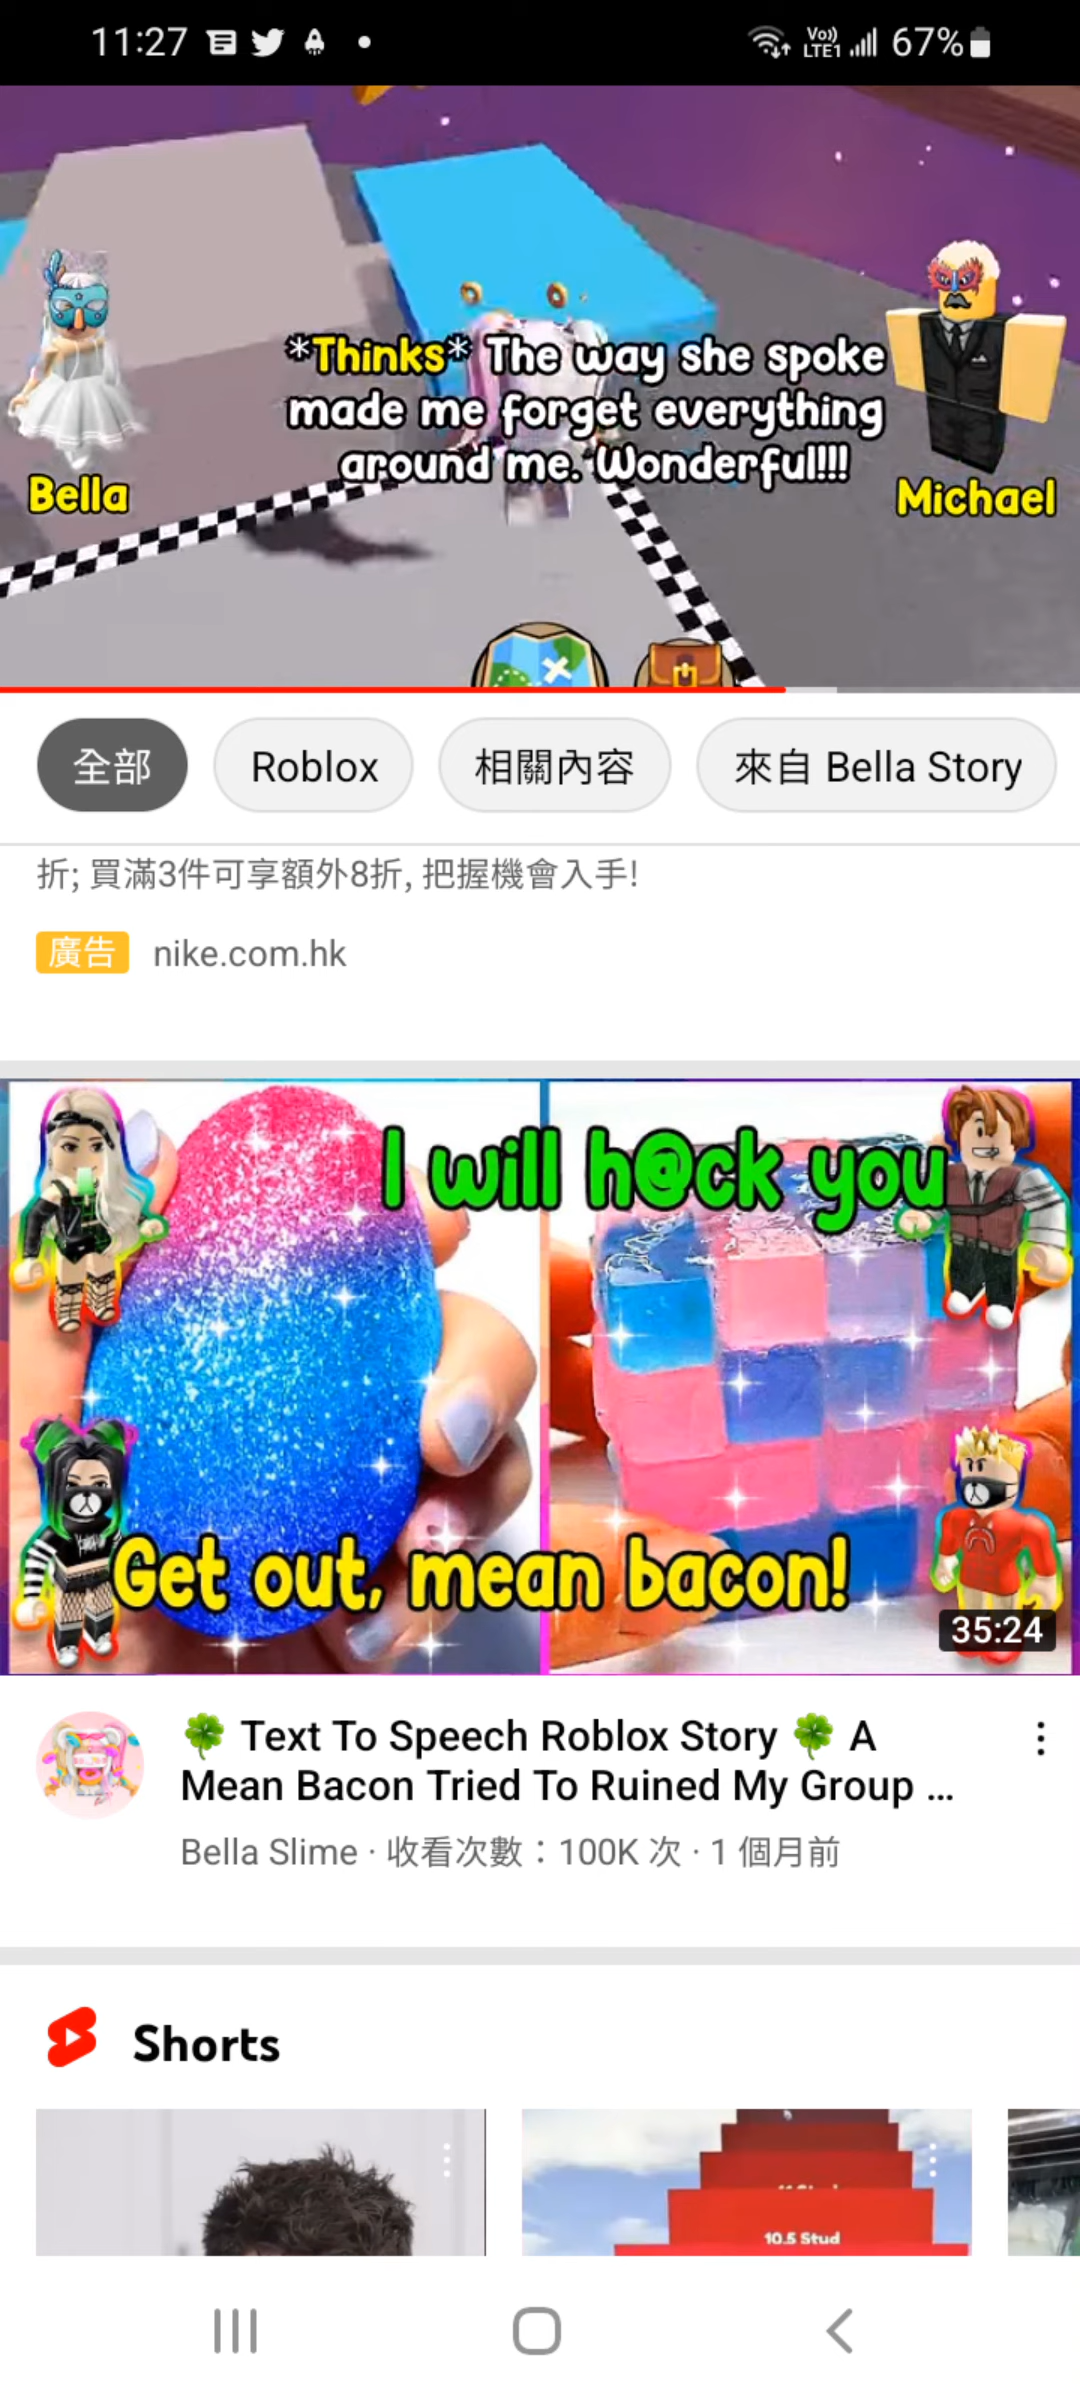 11:27
Vo))
LTE1
67%
*Thinks* The way she spoke
made me forget everything
around me. Wonderful!!!
Bella
Michael
全部
Roblox
相關內容
來自 Bella Story
折; 買滿3件可享額外8折, 把握機會入手!
廣告 nike.com.hk
I will h@ck you
Get out, mean bacon!
35:24
🍀 Text To Speech Roblox Story 🍀 A
Mean Bacon Tried To Ruined My Group ...
Bella Slime · 收看次數：100K 次 · 1 個月前
Shorts
10.5 Stud